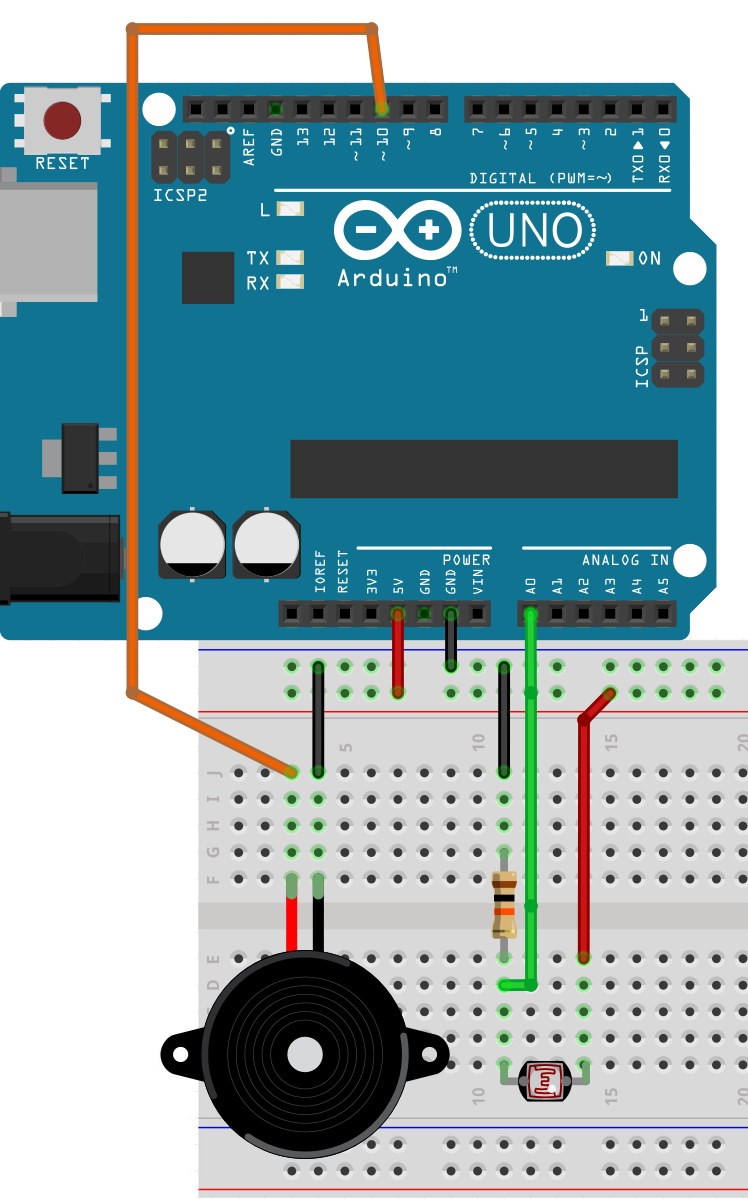 RESET
ICSP2
AREF
GND
13
12
~11
~10
~9
8
7
~6
~5
4
~3
2
TX0▶1
RX0◀0
DIGITAL (PWM=~)
L
TX
RX
Arduino™
UNO
ON
1
ICSP
IOREF
RESET
3V3
5V
GND
GND
VIN
POWER
A0
A1
A2
A3
A4
A5
ANALOG IN
5
10
15
20
J
I
H
G
F
E
D
10
15
20